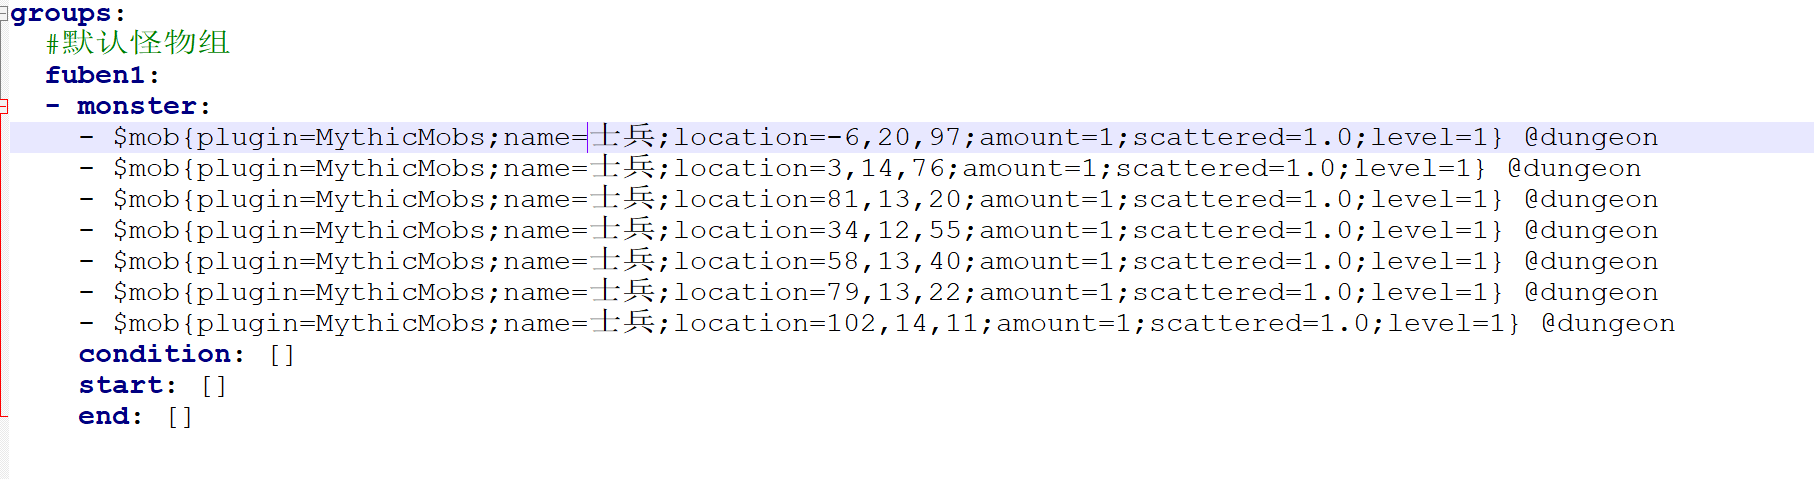 groups:
#默认怪物组
fuben1:
- monster:
- $mob{plugin=MythicMobs;name=士兵;location=-6,20,97;amount=1;scattered=1.0;level=1} @dungeon
- $mob{plugin=MythicMobs;name=士兵;location=3,14,76;amount=1;scattered=1.0;level=1} @dungeon
- $mob{plugin=MythicMobs;name=士兵;location=81,13,20;amount=1;scattered=1.0;level=1} @dungeon
- $mob{plugin=MythicMobs;name=士兵;location=34,12,55;amount=1;scattered=1.0;level=1} @dungeon
- $mob{plugin=MythicMobs;name=士兵;location=58,13,40;amount=1;scattered=1.0;level=1} @dungeon
- $mob{plugin=MythicMobs;name=士兵;location=79,13,22;amount=1;scattered=1.0;level=1} @dungeon
- $mob{plugin=MythicMobs;name=士兵;location=102,14,11;amount=1;scattered=1.0;level=1} @dungeon
condition: []
start: []
end: []